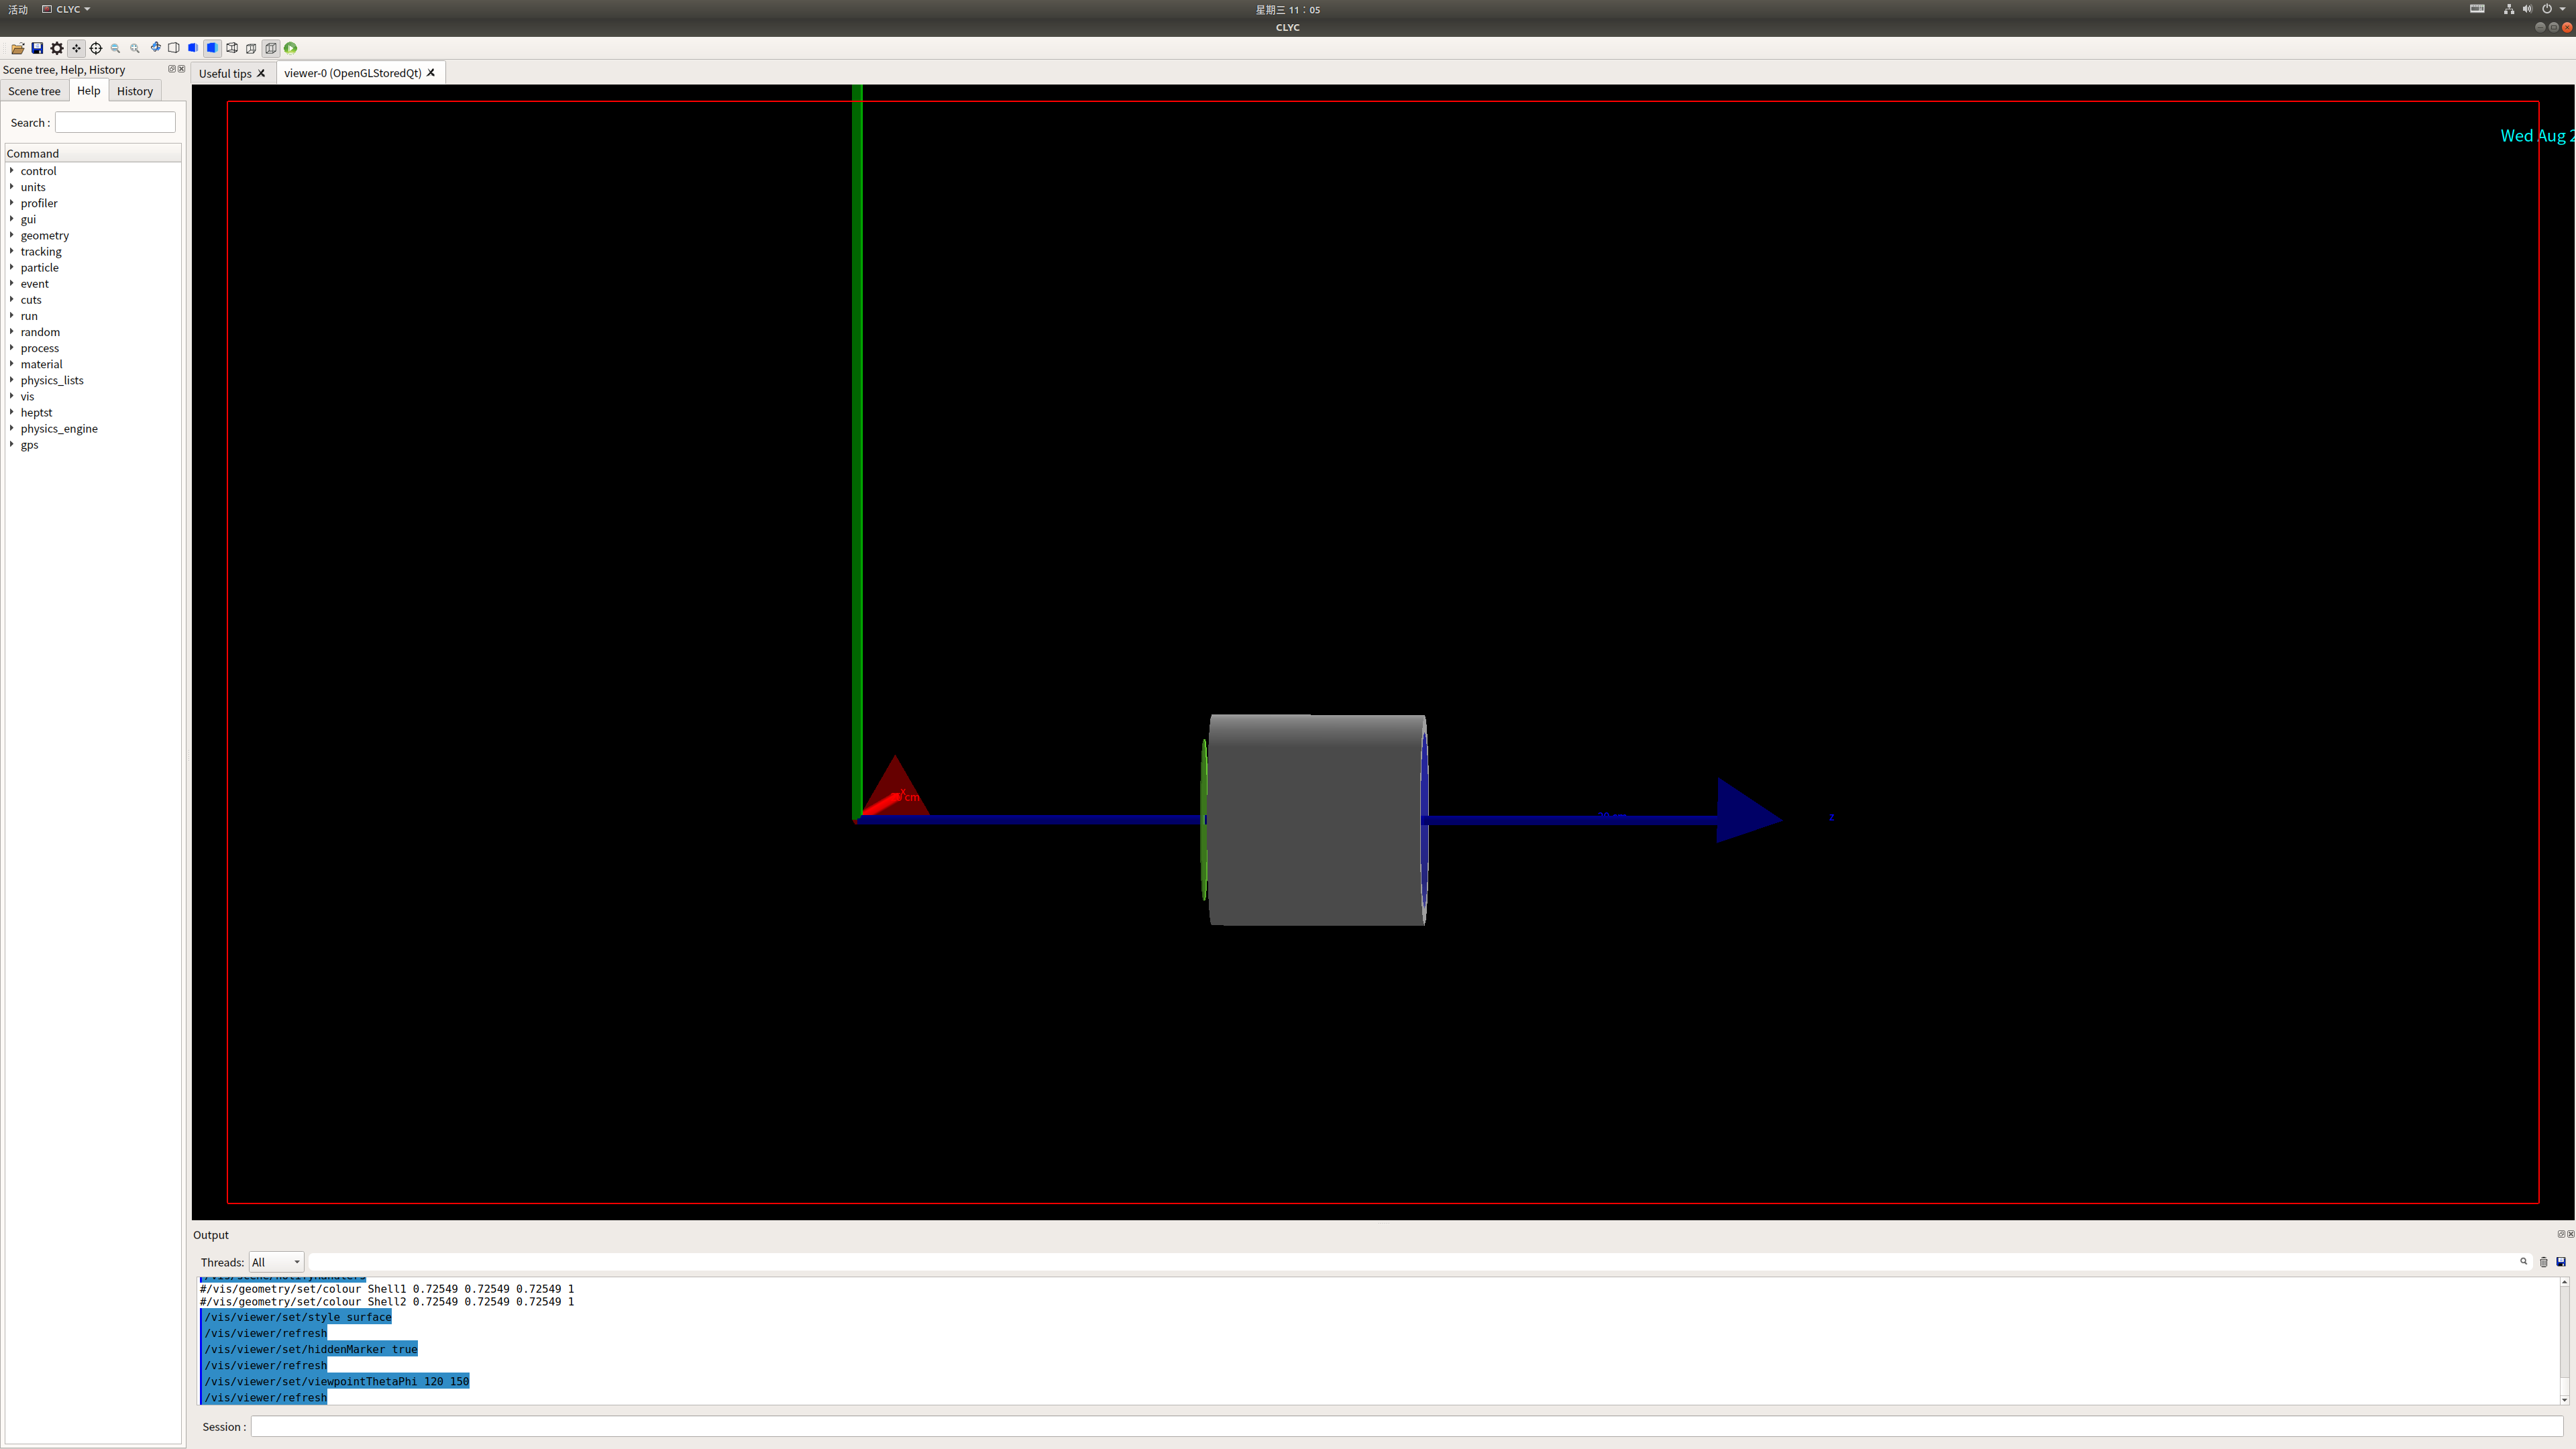 活动 CLYC 星期三 11：05
CLYC
Scene tree, Help, History
Useful tips viewer-0 (OpenGLStoredQt)
Scene tree Help History
Search :
Command
control
units
profiler
gui
geometry
tracking
particle
event
cuts
run
random
process
material
physics_lists
vis
heptst
physics_engine
gps
Wed Aug 2
x
cm
z
Output
Threads: All
/vis/scene/notifyHandlers
#/vis/geometry/set/colour Shell1 0.72549 0.72549 0.72549 1
#/vis/geometry/set/colour Shell2 0.72549 0.72549 0.72549 1
/vis/viewer/set/style surface
/vis/viewer/refresh
/vis/viewer/set/hiddenMarker true
/vis/viewer/refresh
/vis/viewer/set/viewpointThetaPhi 120 150
/vis/viewer/refresh
Session :